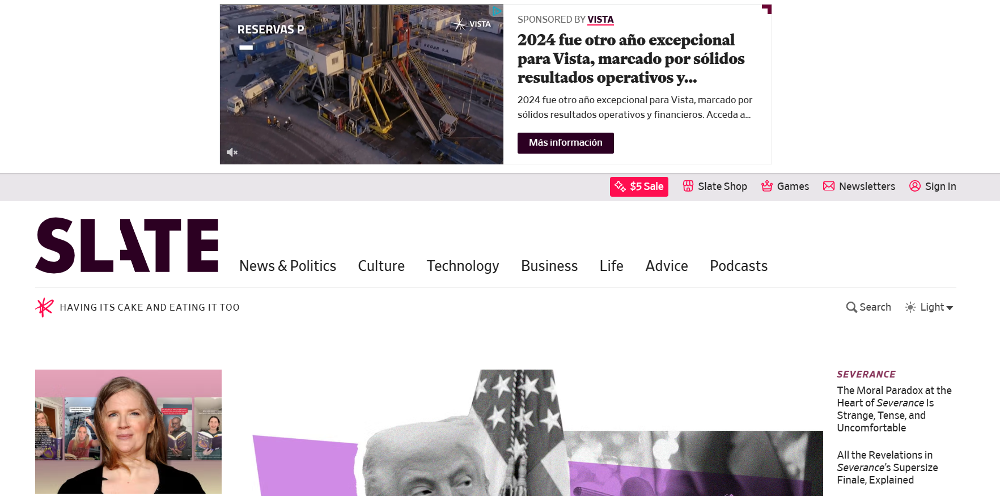 RESERVAS P
VISTA
SEGAR S.A.
SPONSORED BY VISTA
2024 fue otro año excepcional
para Vista, marcado por sólidos
resultados operativos y...
2024 fue otro año excepcional para Vista, marcado por
sólidos resultados operativos y financieros. Acceda a...
Más información
$5 Sale
Slate Shop
Games
Newsletters
Sign In
SLATE
News & Politics
Culture
Technology
Business
Life
Advice
Podcasts
HAVING ITS CAKE AND EATING IT TOO
Search
Light
SEVERANCE
The Moral Paradox at the
Heart of Severance Is
Strange, Tense, and
Uncomfortable
All the Revelations in
Severance’s Supersize
Finale, Explained